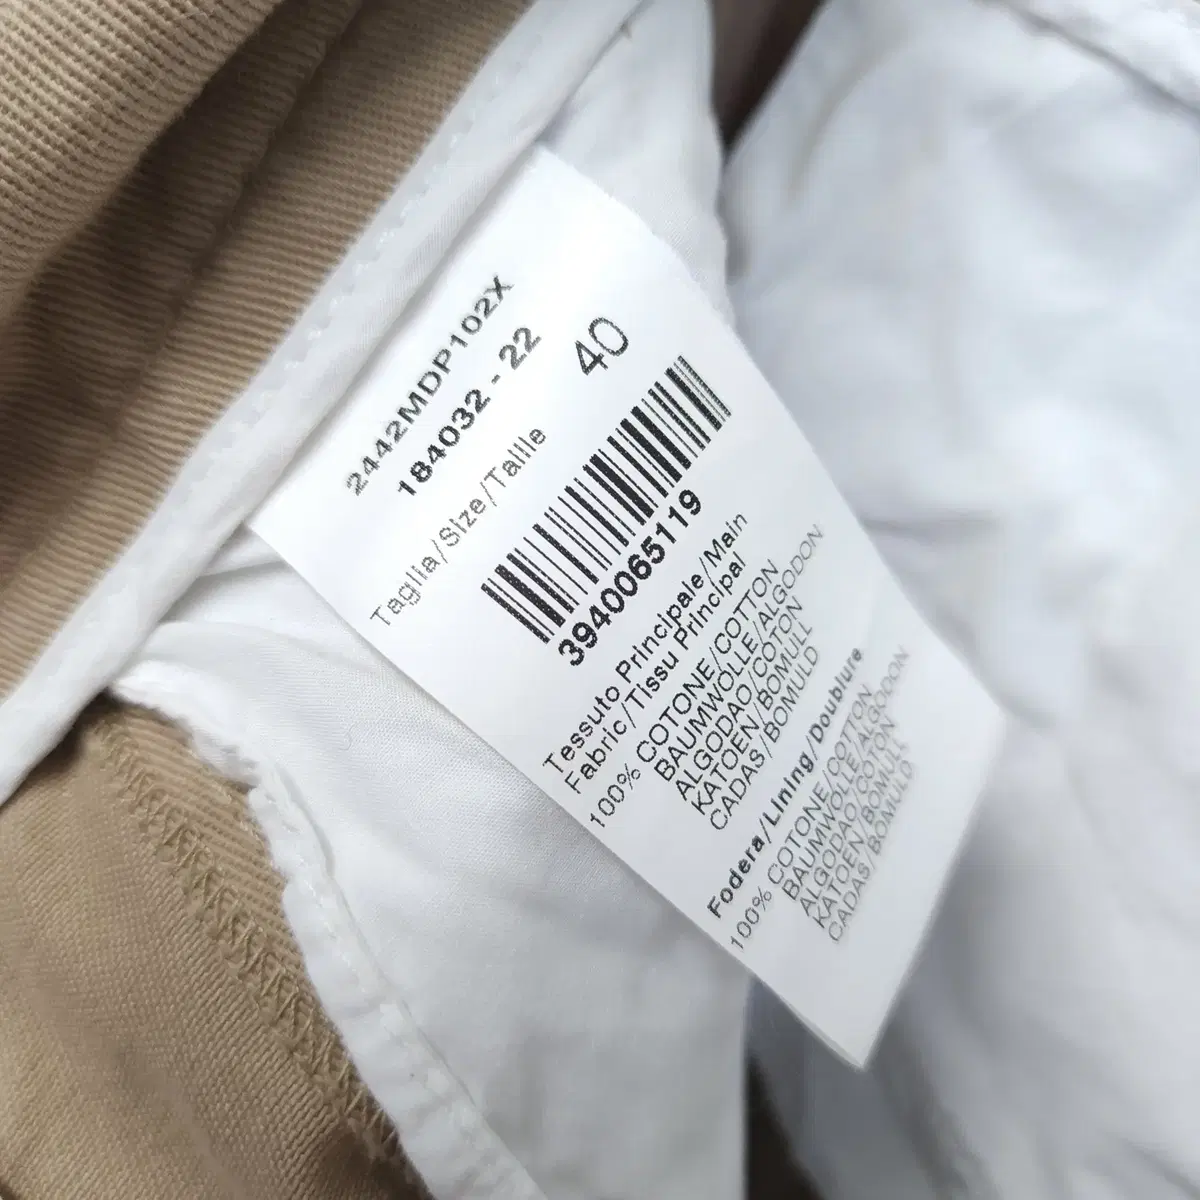 2442MDP102X
184032 - 22
Taglia/Size/Taille
40
3940065119
Tessuto Principale/Main
Fabric/Tissu Principal
100% COTONE/COTTON
BAUMWOLLE/ALGODON
ALGODAO/COTON
KATOEN/BOMULL
CADAS/BOMULD
Fodera/Lining/Doublure
100% COTONE/COTTON
BAUMWOLLE/ALGODON
ALGODAO/COTON
KATOEN/BOMULL
CADAS/BOMULD